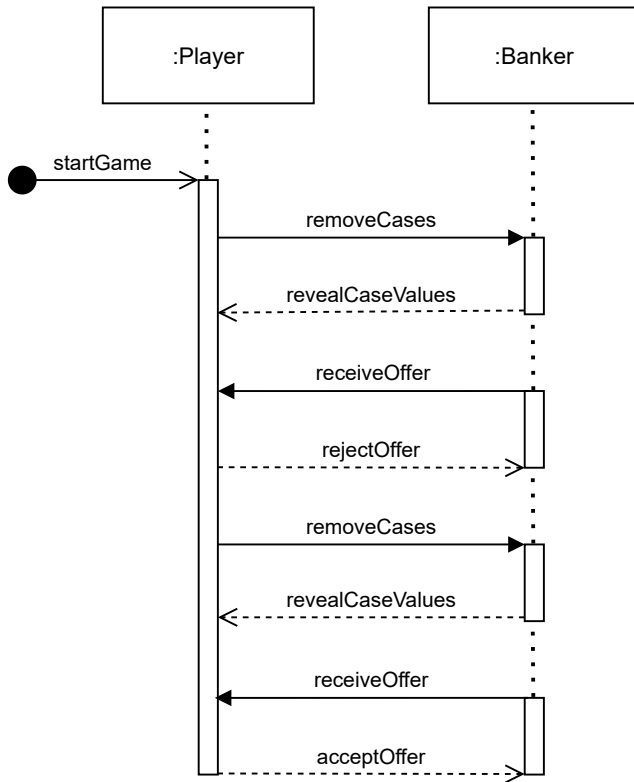 :Player
:Banker
startGame
removeCases
revealCaseValues
receiveOffer
rejectOffer
removeCases
revealCaseValues
receiveOffer
acceptOffer